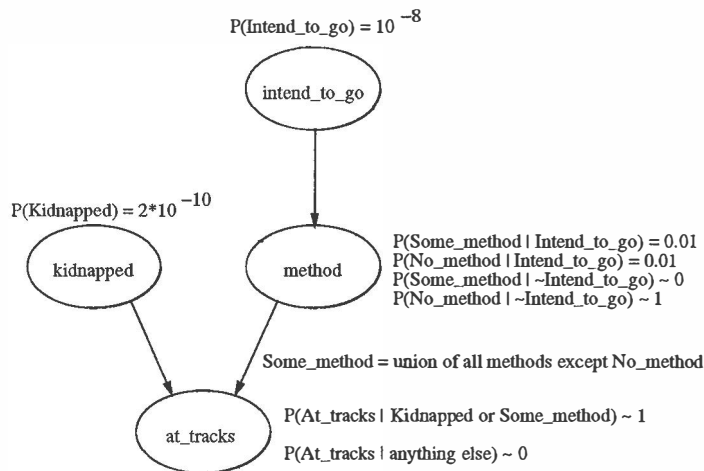 P(Intend_to_go) = 10 -8
intend_to_go
P(Kidnapped) = 2*10 -10
kidnapped
method
P(Some_method | Intend_to_go) = 0.01
P(No_method | Intend_to_go) = 0.01
P(Some_method | ~Intend_to_go) ~ 0
P(No_method | ~Intend_to_go) ~ 1
Some_method = union of all methods except No_method
at_tracks
P(At_tracks | Kidnapped or Some_method) ~ 1
P(At_tracks | anything else) ~ 0